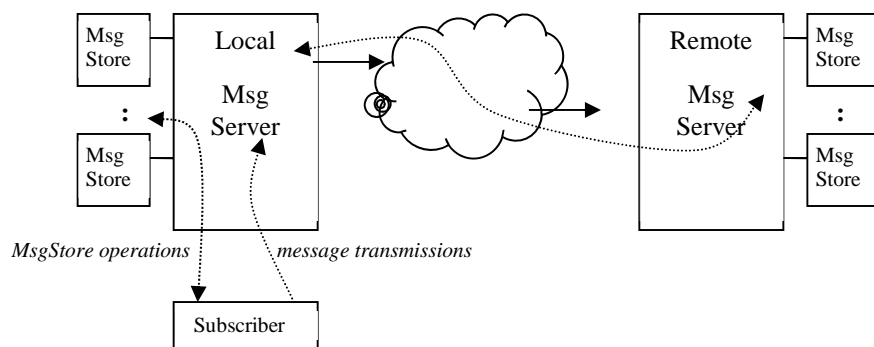 Msg
Store
:
Msg
Store
Local
Msg
Server
Remote
Msg
Server
Msg
Store
:
Msg
Store
MsgStore operations
message transmissions
Subscriber